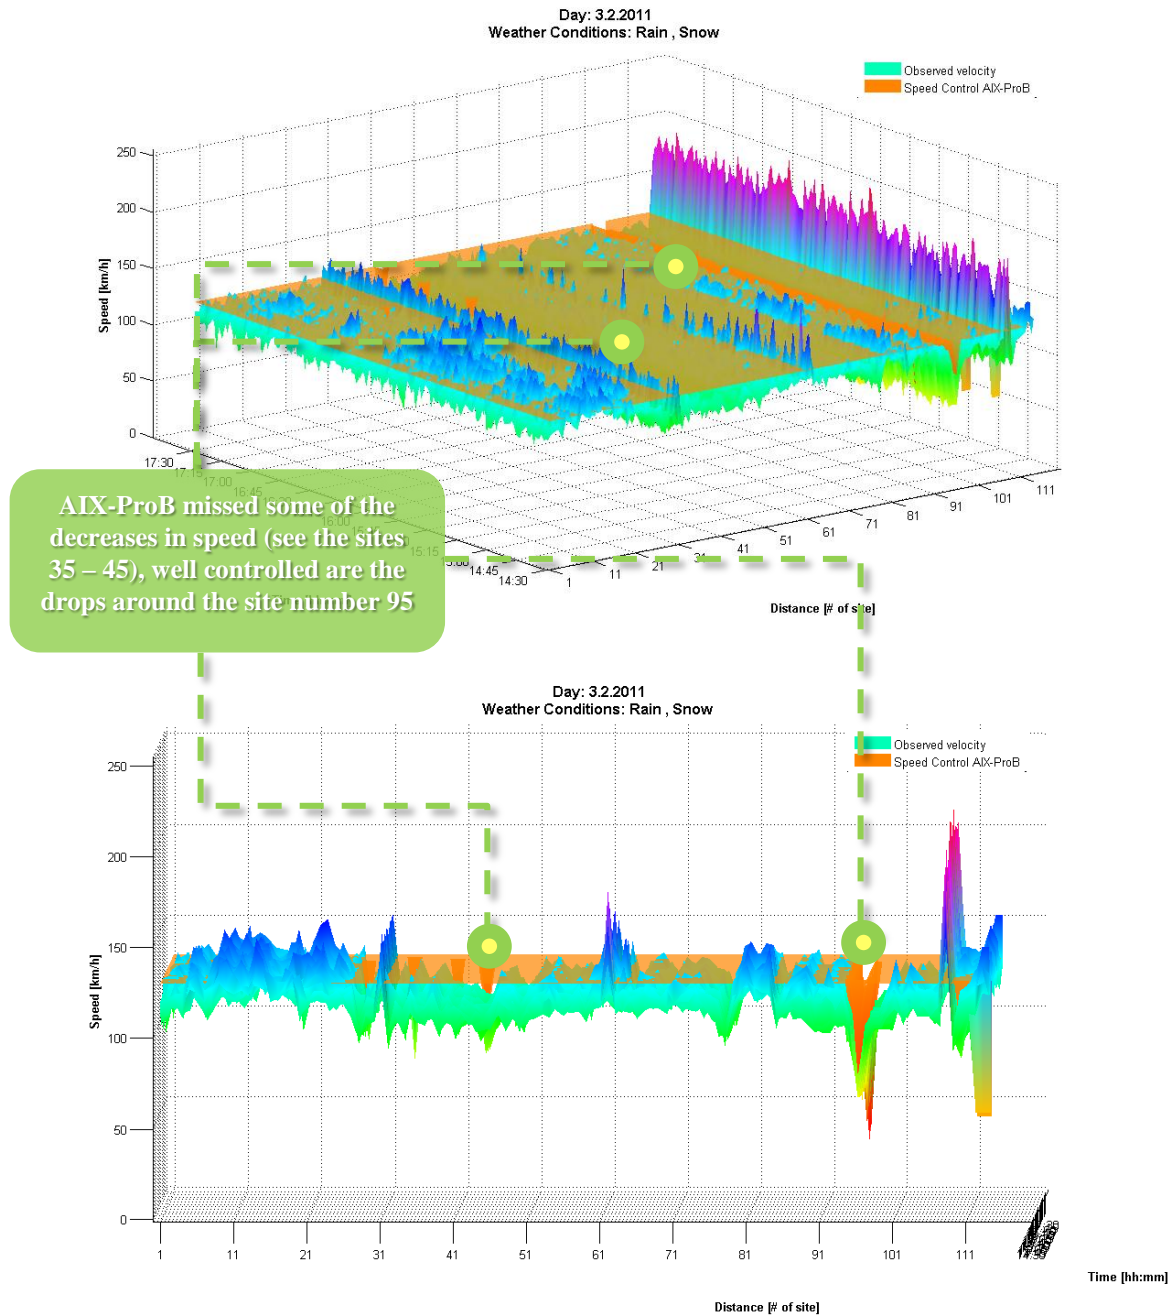 Day: 3.2.2011
Weather Conditions: Rain , Snow
Observed velocity
Speed Control AIX-ProB
250
200
150
100
50
0
Speed [km/h]
17:30
17:15
17:00
16:45
16:00
15:15
14:45
14:30
1
11
21
31
41
51
61
71
81
91
101
111
Distance [# of site]
AIX-ProB missed some of the
decreases in speed (see the sites
35 – 45), well controlled are the
drops around the site number 95
Day: 3.2.2011
Weather Conditions: Rain , Snow
Observed velocity
Speed Control AIX-ProB
250
200
150
100
50
0
Speed [km/h]
1
11
21
31
41
51
61
71
81
91
101
111
Time [hh:mm]
Distance [# of site]